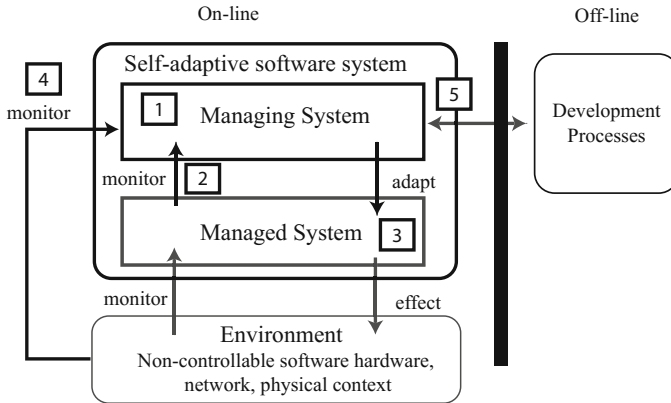 On-line
Off-line
4
monitor
Self-adaptive software system
1
Managing System
5
Development
Processes
monitor
2
adapt
Managed System
3
monitor
effect
Environment
Non-controllable software hardware,
network, physical context